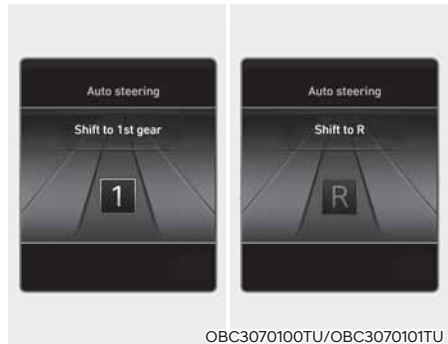 Auto steering
Shift to 1st gear
1
Auto steering
Shift to R
R
OBC3070100TU/OBC3070101TU